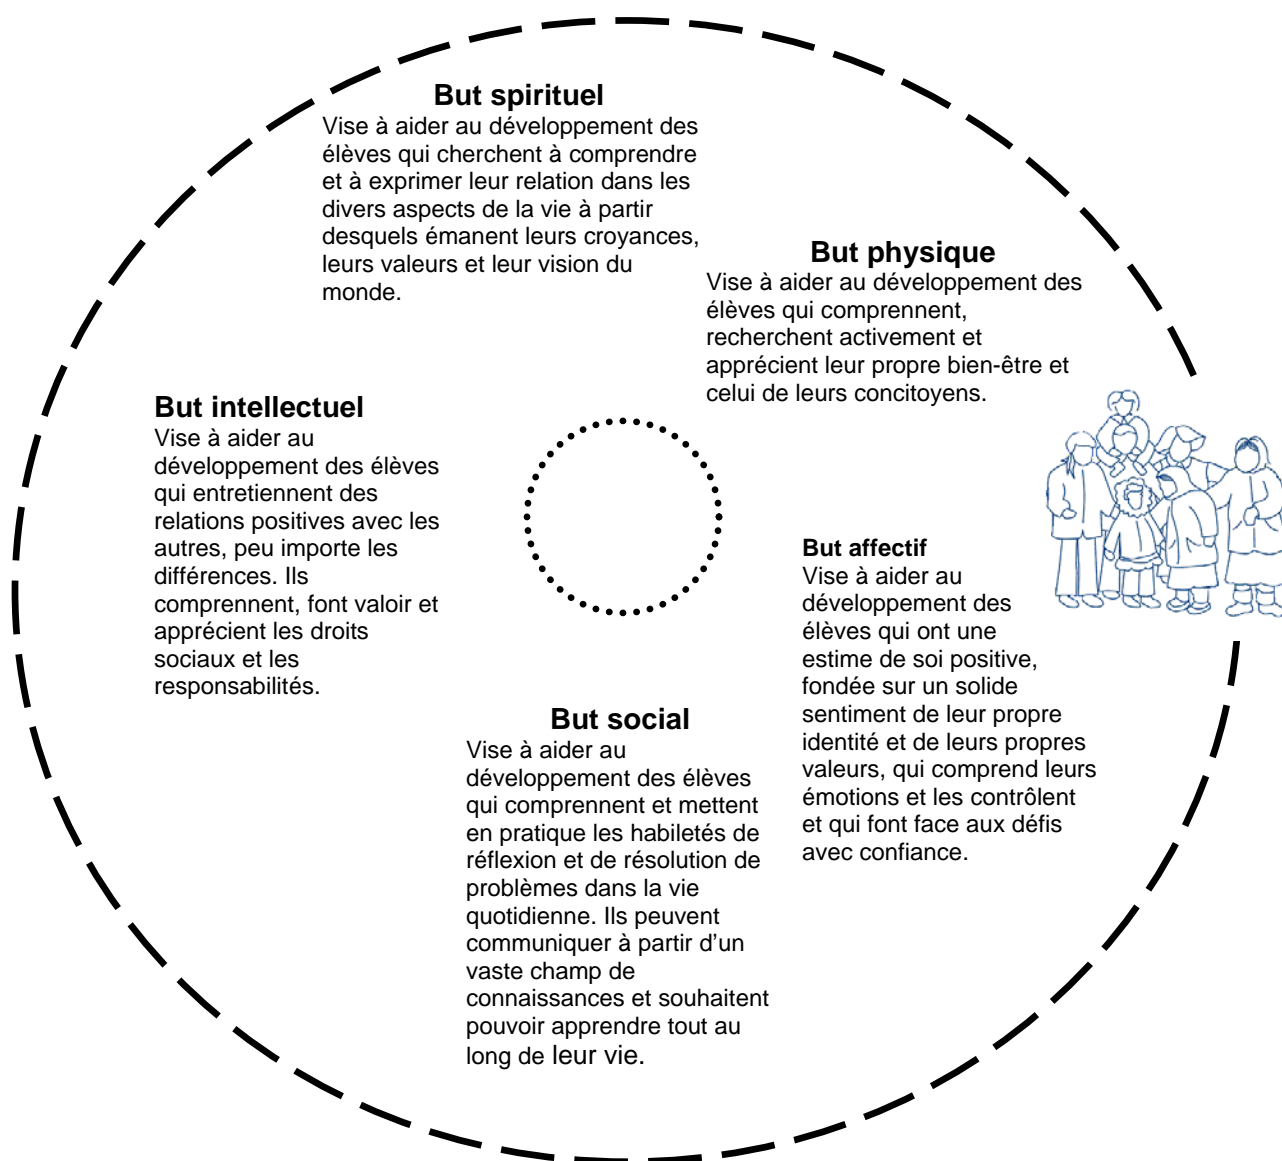 But spirituel
Vise à aider au développement des
élèves qui cherchent à comprendre
et à exprimer leur relation dans les
divers aspects de la vie à partir
desquels émanent leurs croyances,
leurs valeurs et leur vision du
monde.
But physique
Vise à aider au développement des
élèves qui comprennent,
recherchent activement et
apprécient leur propre bien-être et
celui de leurs concitoyens.
But intellectuel
Vise à aider au
développement des élèves
qui entretiennent des
relations positives avec les
autres, peu importe les
différences. Ils
comprennent, font valoir et
apprécient les droits
sociaux et les
responsabilités.
But affectif
Vise à aider au
développement des
élèves qui ont une
estime de soi positive,
fondée sur un solide
sentiment de leur propre
identité et de leurs propres
valeurs, qui comprend leurs
émotions et les contrôlent
et qui font face aux défis
avec confiance.
But social
Vise à aider au
développement des élèves
qui comprennent et mettent
en pratique les habiletés de
réflexion et de résolution de
problèmes dans la vie
quotidienne. Ils peuvent
communiquer à partir d'un
vaste champ de
connaissances et souhaitent
pouvoir apprendre tout au
long de leur vie.